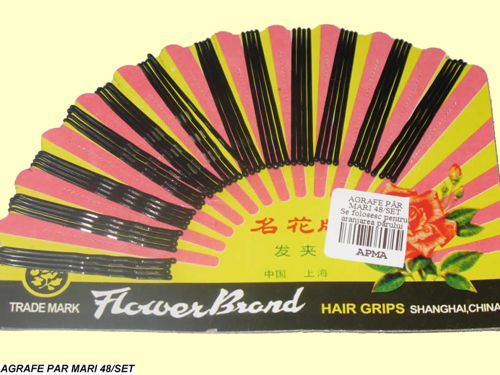 名花牌
发夹
中国 上海
AGRAFE PĂR
MARI 48/SET
Se folosesc pentru
aranjarea părului
APMA
TRADE MARK Flower Brand HAIR GRIPS SHANGHAI, CHINA
AGRAFE PAR MARI 48/SET